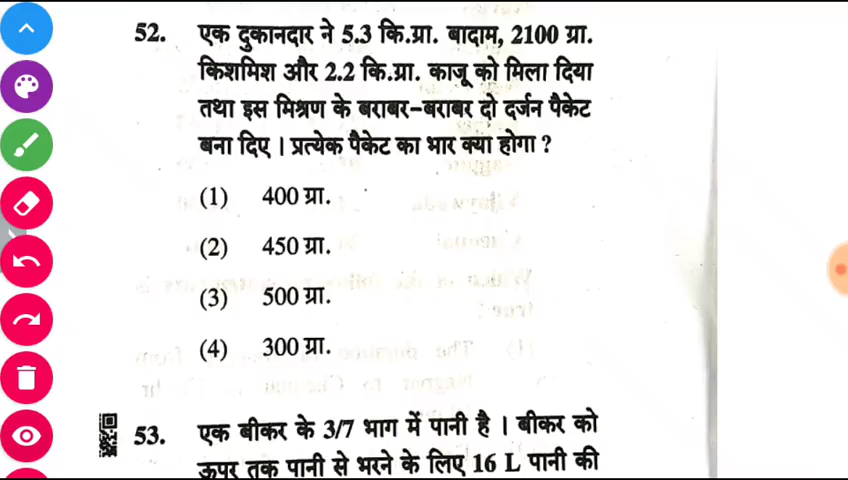 52. एक दुकानदार ने 5.3 कि.ग्रा. बादाम, 2100 ग्रा.
किशमिश और 2.2 कि.ग्रा. काजू को मिला दिया
तथा इस मिश्रण के बराबर-बराबर दो दर्जन पैकेट
बना दिए । प्रत्येक पैकेट का भार क्या होगा ?
(1) 400 ग्रा.
(2) 450 ग्रा.
(3) 500 ग्रा.
(4) 300 ग्रा.
53. एक बीकर के 3/7 भाग में पानी है । बीकर को
ऊपर तक पानी से भरने के लिए 16 L पानी की